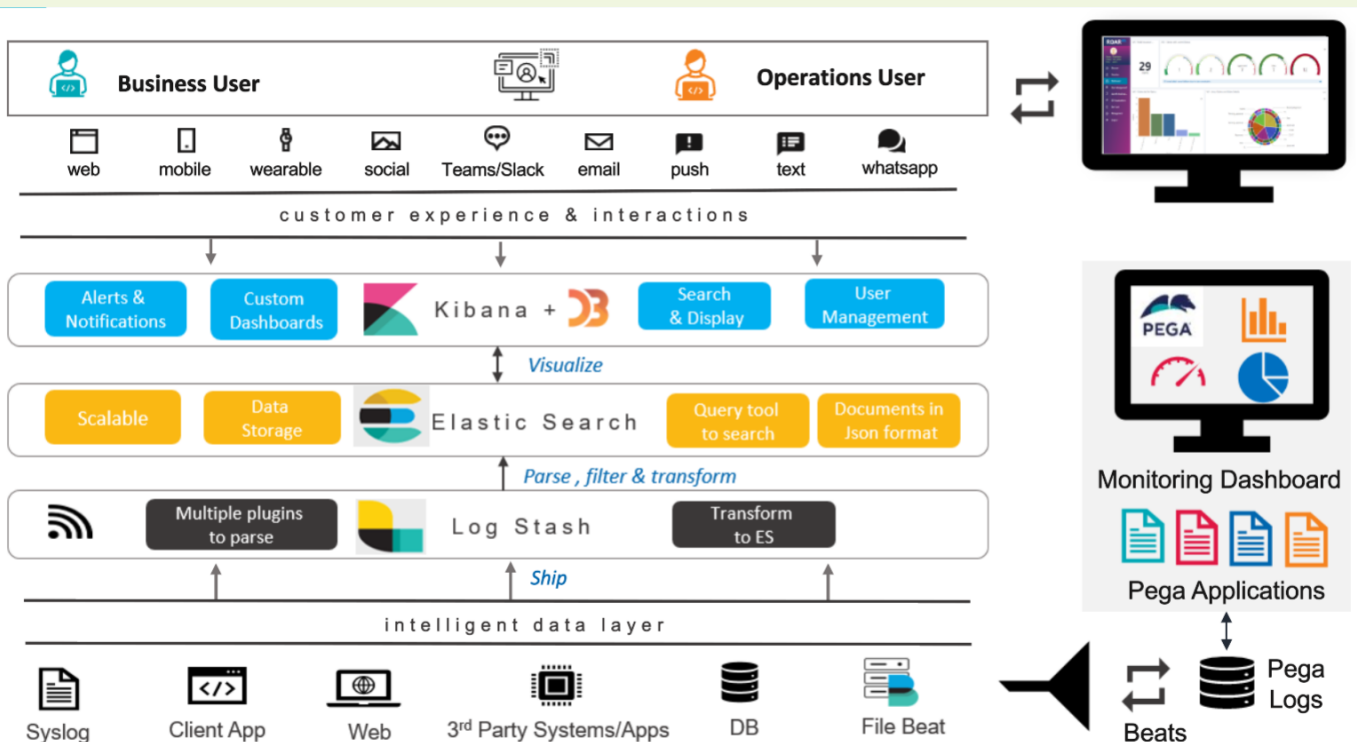 Business User
Operations User
29
web
mobile
wearable
social
Teams/Slack
email
push
text
whatsapp
customer experience & interactions
Alerts &
Notifications
Custom
Dashboards
Kibana +
Search
& Display
User
Management
Visualize
Scalable
Data
Storage
Elastic Search
Query tool
to search
Documents in
Json format
Parse , filter & transform
Multiple plugins
to parse
Log Stash
Transform
to ES
Ship
intelligent data layer
Syslog
Client App
Web
3rd Party Systems/Apps
DB
File Beat
PEGA
Monitoring Dashboard
Pega Applications
Pega
Logs
Beats